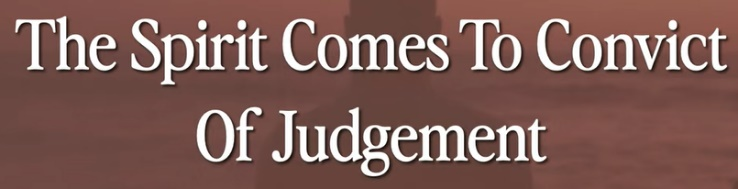 The Spirit Comes To Convict
Of Judgement